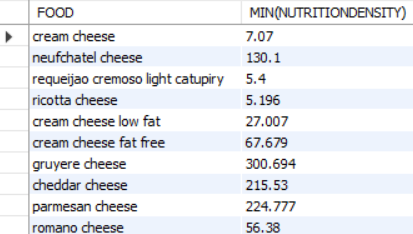 FOOD MIN(NUTRITIONDENSITY)
cream cheese 7.07
neufchatel cheese 130.1
requeijao cremoso light catupiry 5.4
ricotta cheese 5.196
cream cheese low fat 27.007
cream cheese fat free 67.679
gruyere cheese 300.694
cheddar cheese 215.53
parmesan cheese 224.777
romano cheese 56.38